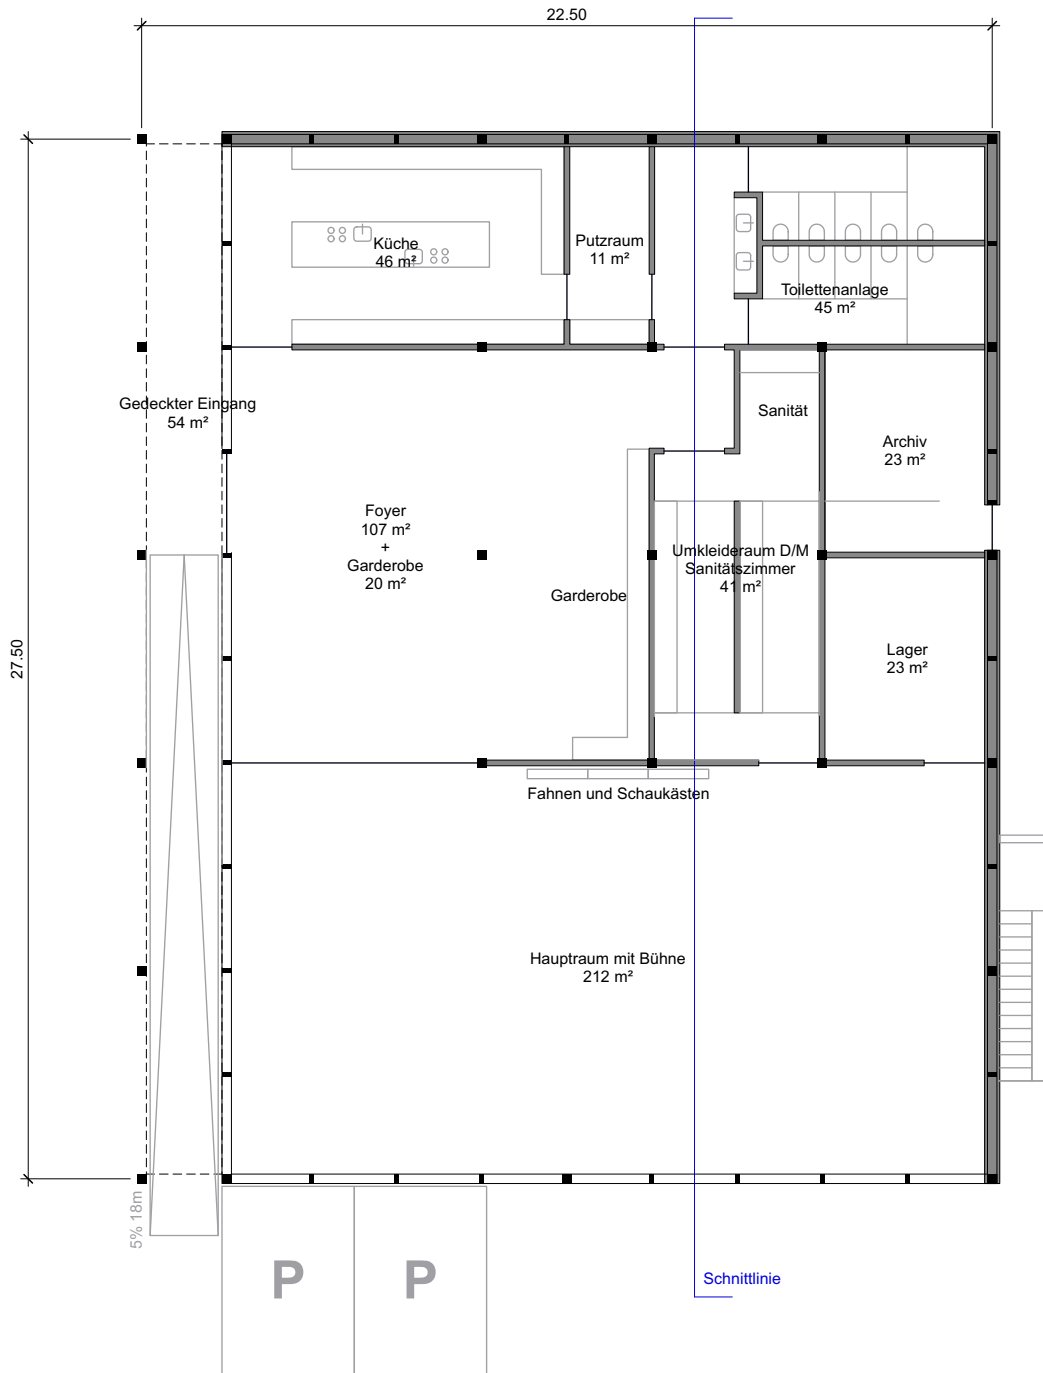 22.50
27.50
Küche
46 m²
Putzraum
11 m²
Toilettenanlage
45 m²
Gedeckter Eingang
54 m²
Sanität
Archiv
23 m²
Foyer
107 m²
+
Garderobe
20 m²
Umkleideraum D/M
Sanitätszimmer
41 m²
Garderobe
Lager
23 m²
Fahnen und Schaukästen
Hauptraum mit Bühne
212 m²
5% 18m
P P
Schnittlinie